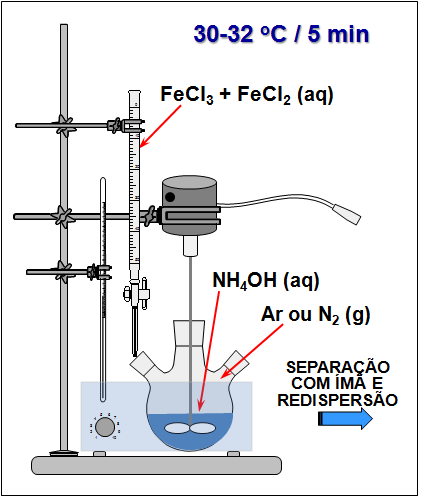 30-32 ºC / 5 min
FeCl₃ + FeCl₂ (aq)
NH₄OH (aq)
Ar ou N₂ (g)
SEPARAÇÃO
COM ÍMÃ E
REDISPERSÃO